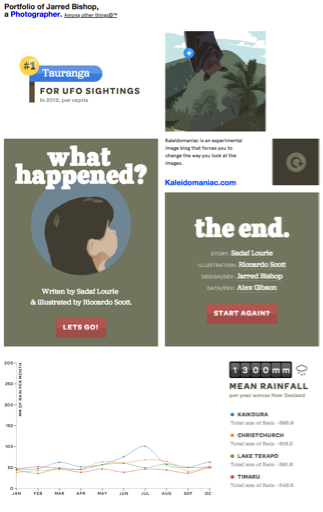 Portfolio of Jarred Bishop,
a Photographer. Among other things©™
#1
Tauranga
FOR UFO SIGHTINGS
In 2012, per capita
Kaleidomaniac is an experimental
image blog that forces you to
change the way you look at the
images.
Kaleidomaniac.com
what
happened?
Writen by Sadaf Lourie
& illustrated by Riccardo Scott.
LETS GO!
the end.
STORY: Sadaf Lourie
ILLUSTRATION: Riccardo Scott
DESIGN/DEV: Jarred Bishop
DATA/DEV: Alex Gibson
START AGAIN?
300
250
200
150
100
50
0
MM OF RAIN PER MONTH
JAN FEB MAR APR MAY JUN JUL AUG SEP OC
1300mm
MEAN RAINFALL
per year across New Zealand
KAIKOURA
Total mm of Rain -
CHRISTCHURCH
Total mm of Rain -
LAKE TEKAPO
Total mm of Rain -
TIMARU
Total mm of Rain -